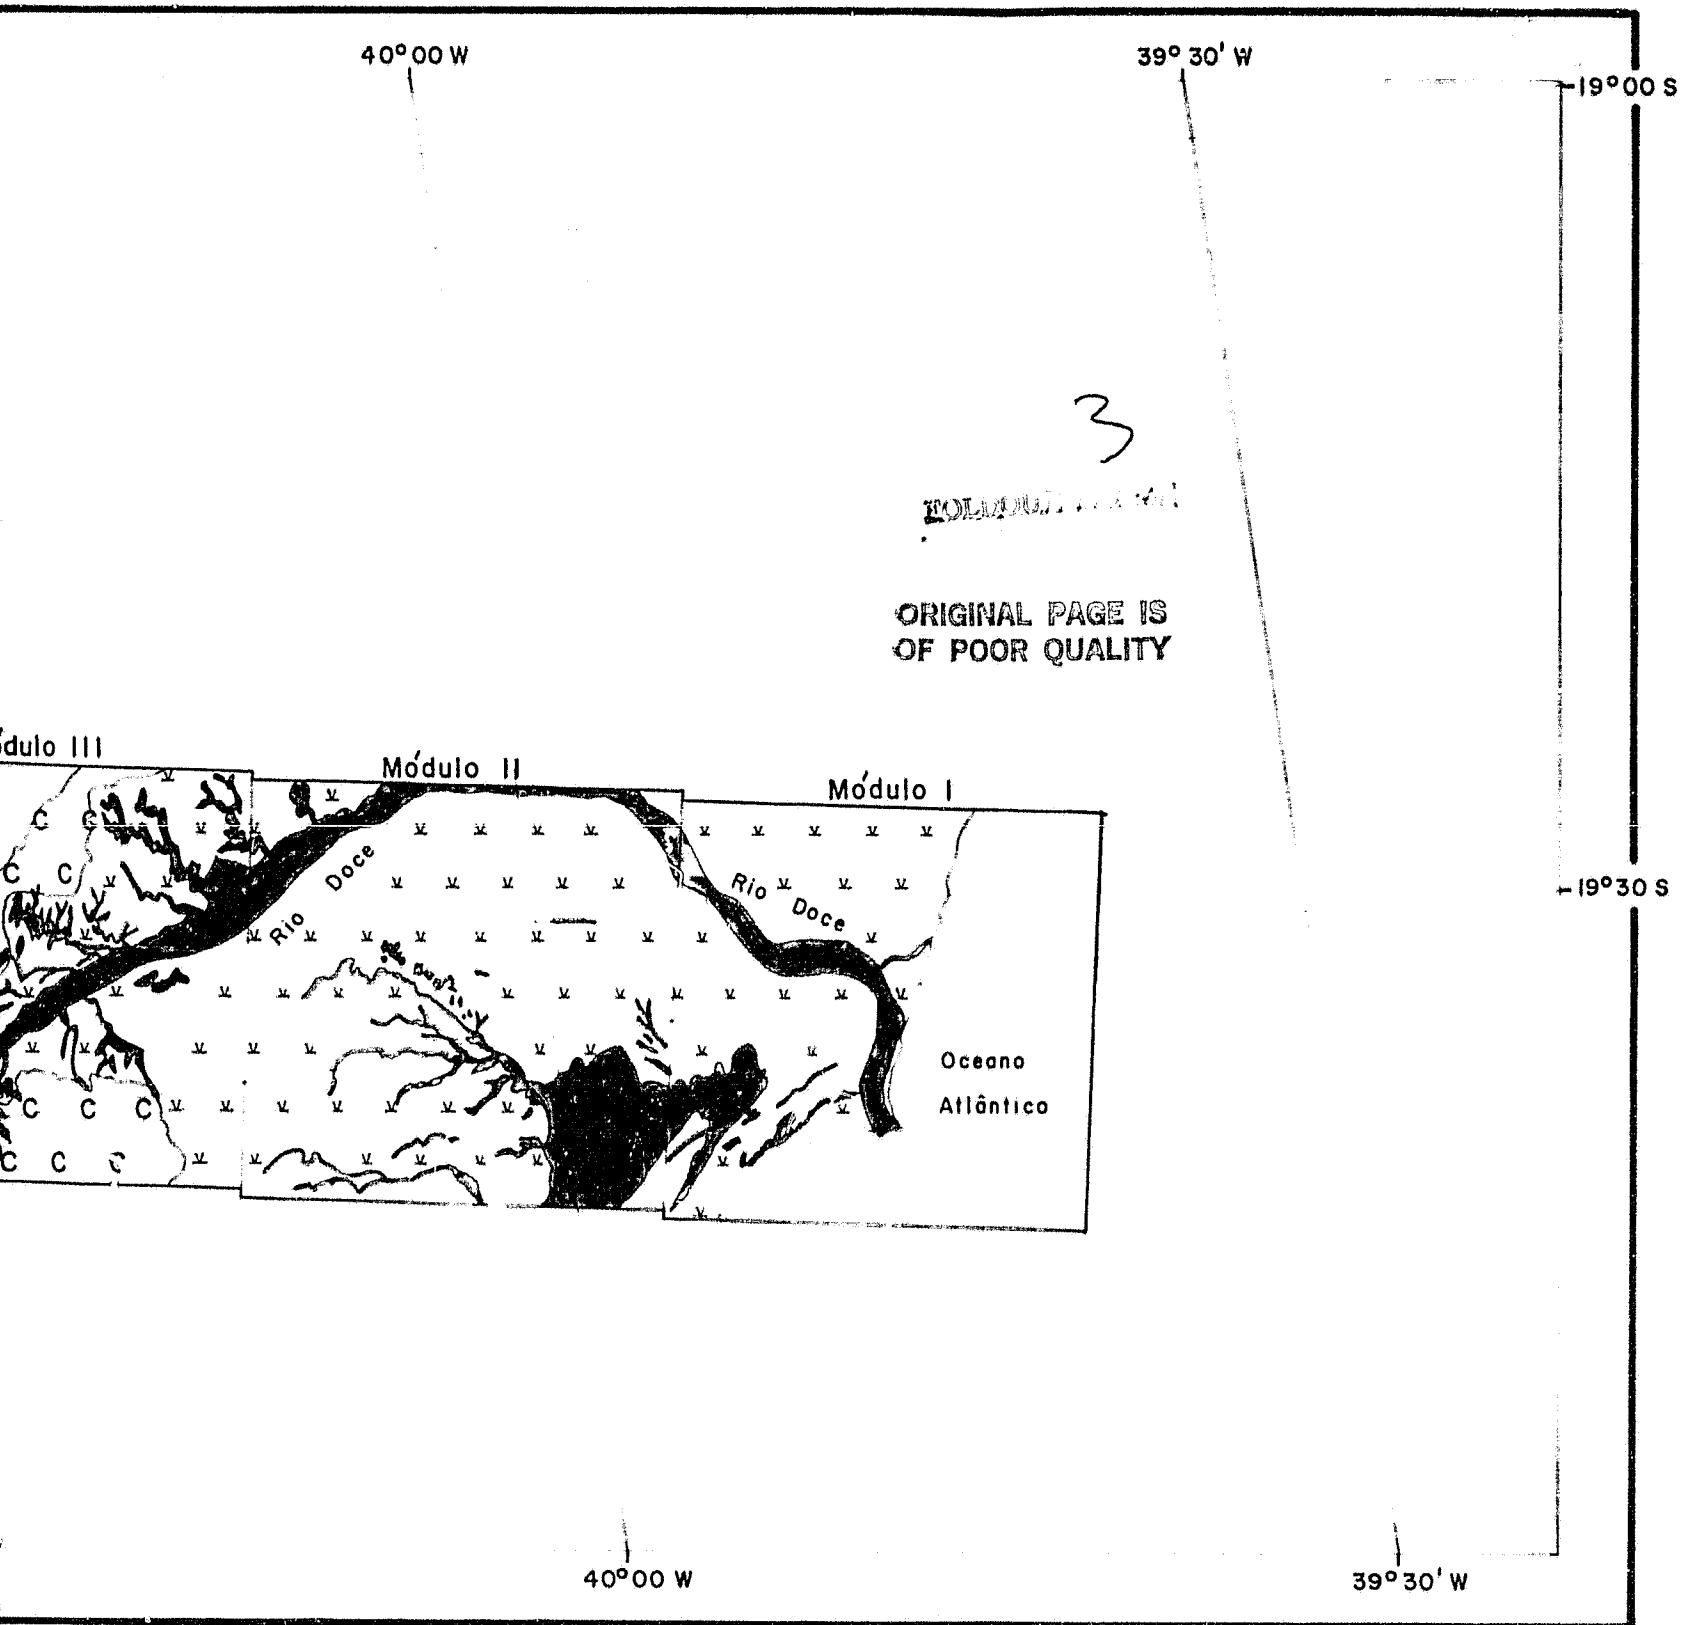 40°00 W
39°30' W
19°00 S
3
ORIGINAL PAGE IS
OF POOR QUALITY
ódulo III
Módulo II
Módulo I
C C
C C
Rio Doce
Rio Doce
19°30 S
Oceano
Atlântico
C C C
C C C
40°00 W
39°30' W